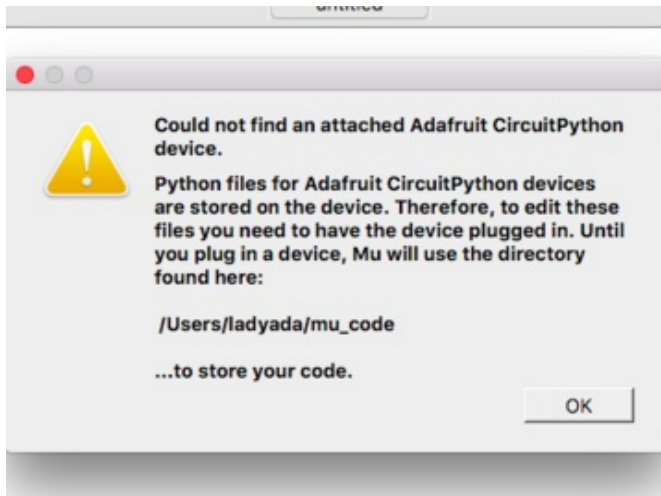 untitled
Could not find an attached Adafruit CircuitPython
device.
Python files for Adafruit CircuitPython devices
are stored on the device. Therefore, to edit these
files you need to have the device plugged in. Until
you plug in a device, Mu will use the directory
found here:
/Users/ladyada/mu_code
...to store your code.
OK